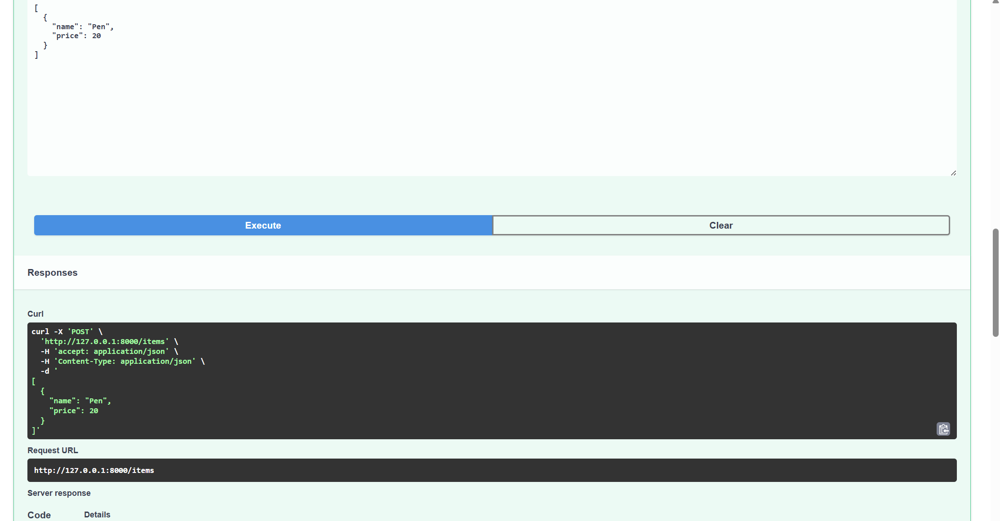 [
  {
    "name": "Pen",
    "price": 20
  }
]
Execute
Clear
Responses
Curl
curl -X 'POST' \
  'http://127.0.0.1:8000/items' \
  -H 'accept: application/json' \
  -H 'Content-Type: application/json' \
  -d '
[
  {
    "name": "Pen",
    "price": 20
  }
]'
Request URL
http://127.0.0.1:8000/items
Server response
Code Details